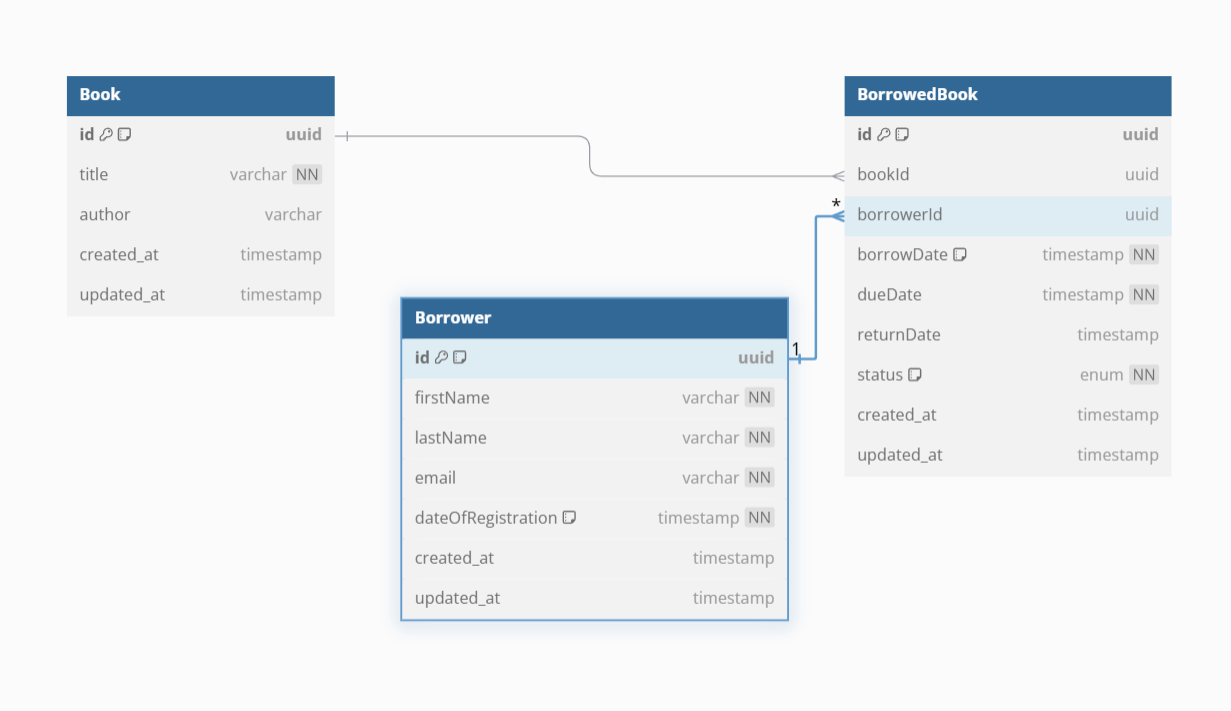 Book
id uuid
title varchar NN
author varchar
created_at timestamp
updated_at timestamp
BorrowedBook
id uuid
bookId uuid
* borrowerId uuid
borrowDate timestamp NN
dueDate timestamp NN
returnDate timestamp
status enum NN
created_at timestamp
updated_at timestamp
Borrower
id uuid 1
firstName varchar NN
lastName varchar NN
email varchar NN
dateOfRegistration timestamp NN
created_at timestamp
updated_at timestamp